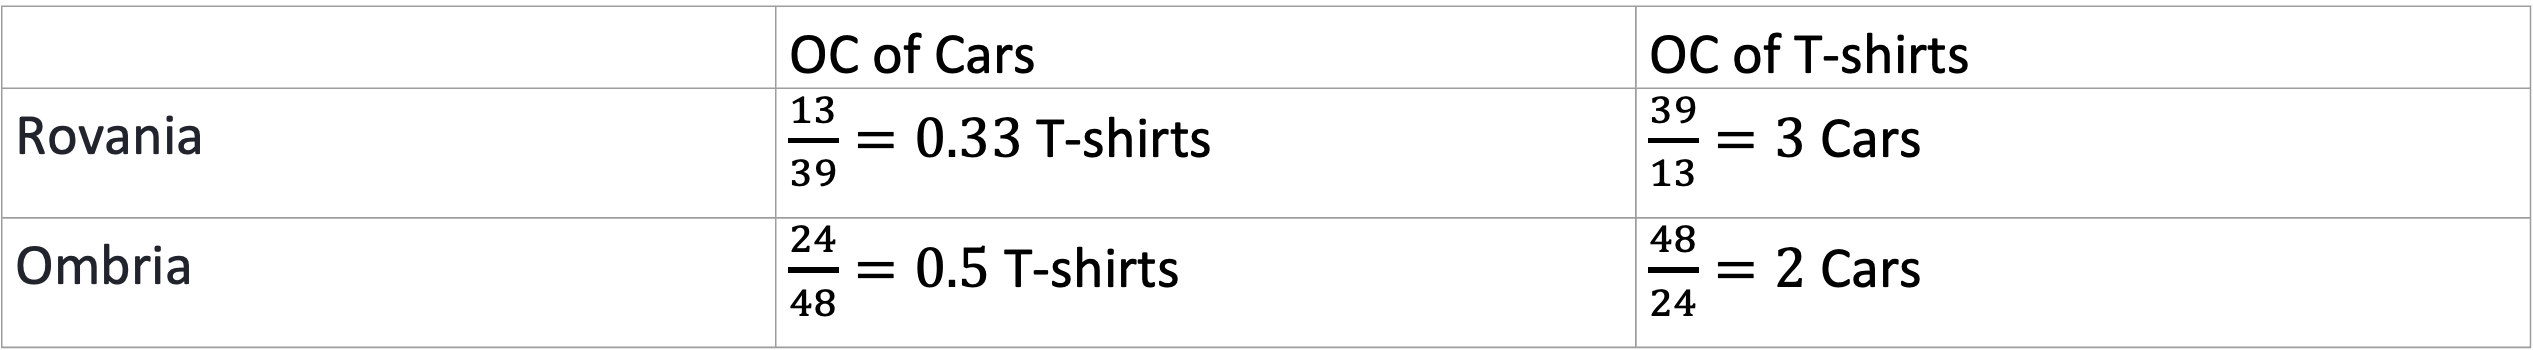 OC of Cars OC of T-shirts
Rovania 13/39 = 0.33 T-shirts 39/13 = 3 Cars
Ombria 24/48 = 0.5 T-shirts 48/24 = 2 Cars